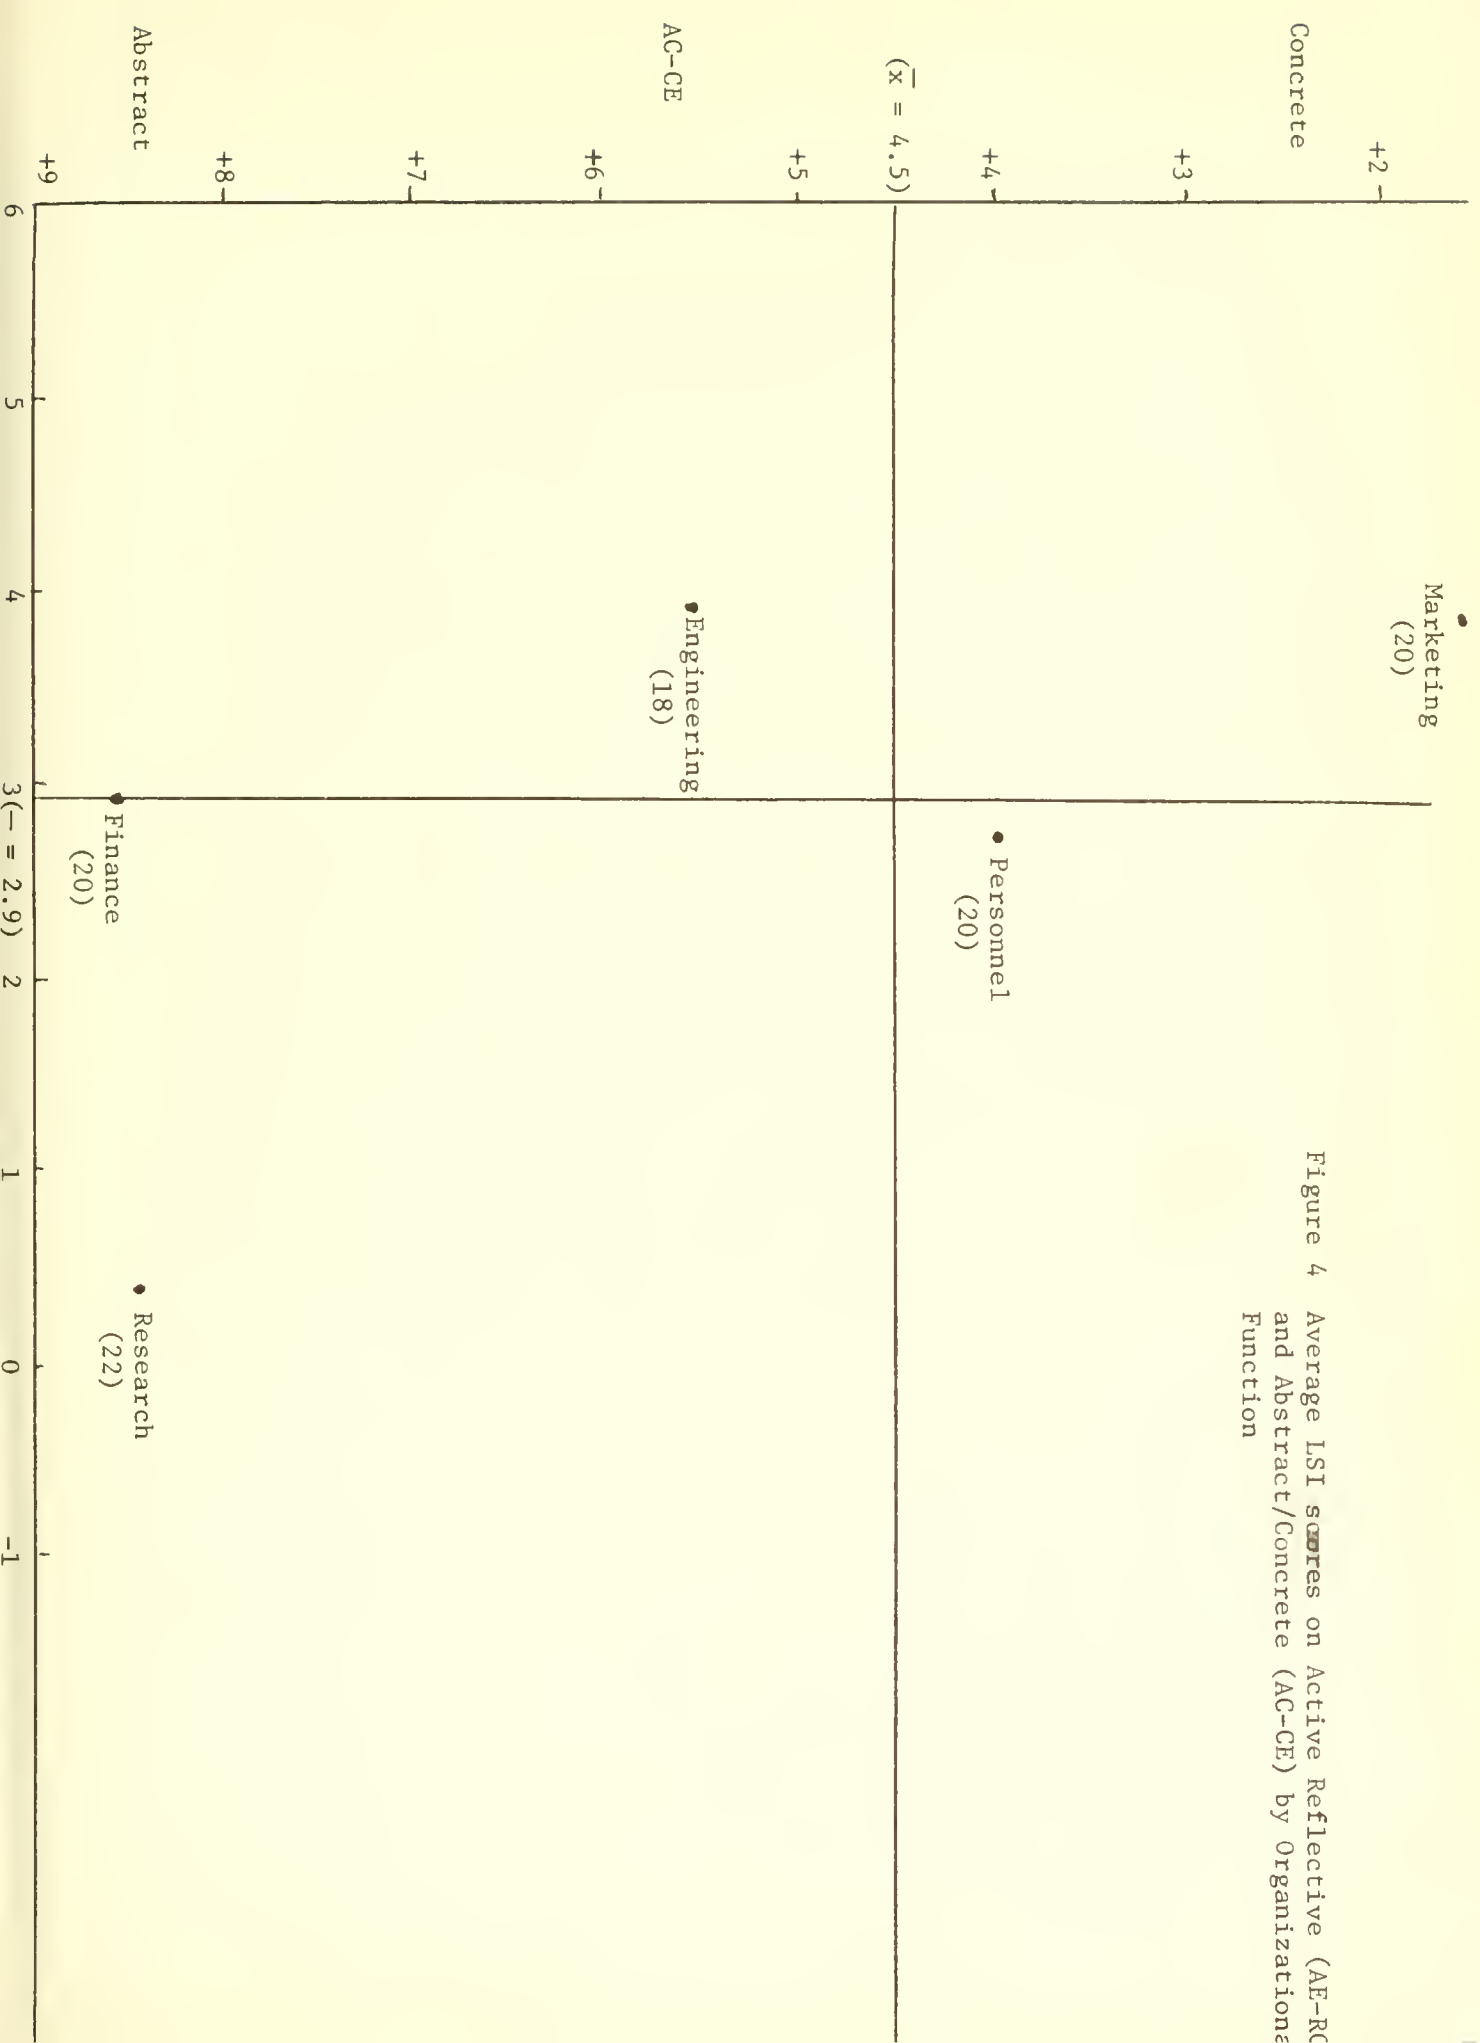 Figure 4 Average LSI scores on Active Reflective (AE-RO
and Abstract/Concrete (AC-CE) by Organizationa
Function
Marketing
(20)
+2
Concrete
+3
+4
Personnel
(20)
(x̄ = 4.5)
+5
AC-CE
Engineering
(18)
+6
+7
+8
Abstract
Research
(22)
Finance
(20)
+9
6 5 4 3(— = 2.9) 2 1 0 -1